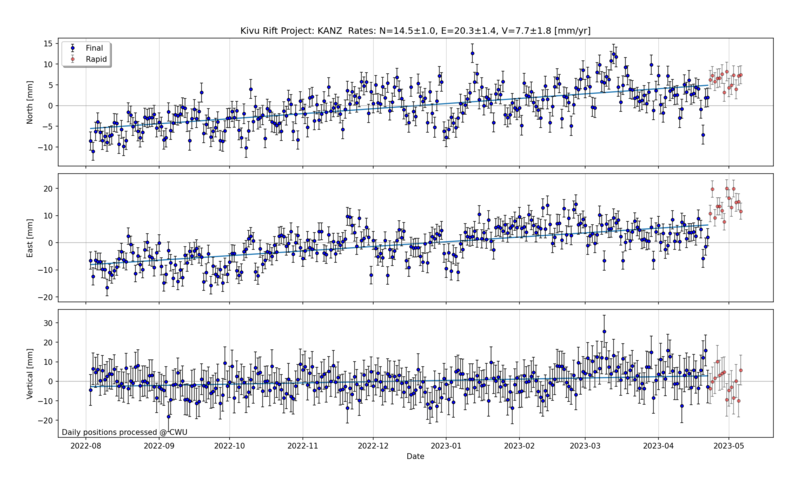 Kivu Rift Project: KANZ Rates: N=14.5±1.0, E=20.3±1.4, V=7.7±1.8 [mm/yr]
Final
Rapid
North [mm]
15
10
5
0
−5
−10
East [mm]
20
10
0
−10
−20
Vertical [mm]
30
20
10
0
−10
−20
Daily positions processed @ CWU
2022-08 2022-09 2022-10 2022-11 2022-12 2023-01 2023-02 2023-03 2023-04 2023-05
Date